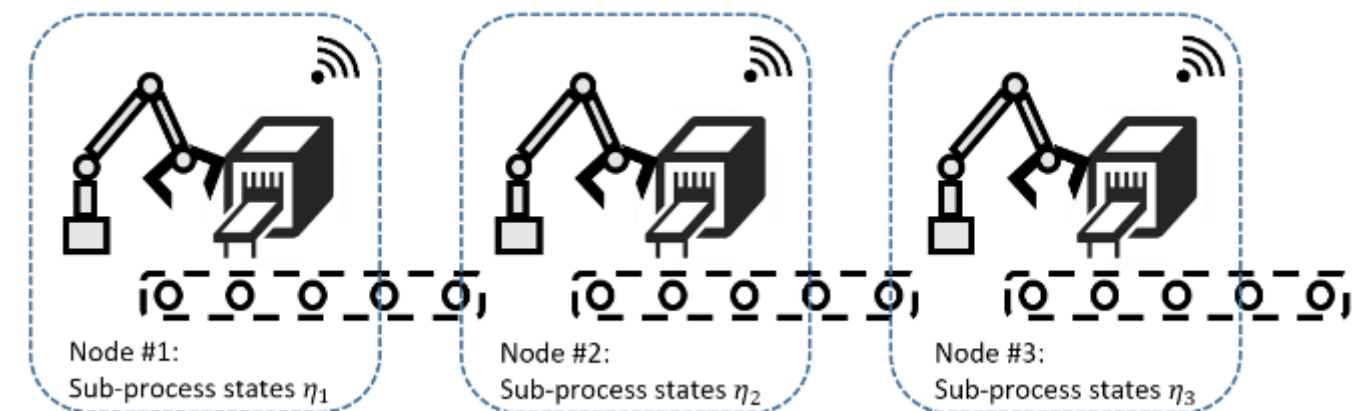 Node #1:
Sub-process states η₁
Node #2:
Sub-process states η₂
Node #3:
Sub-process states η₃